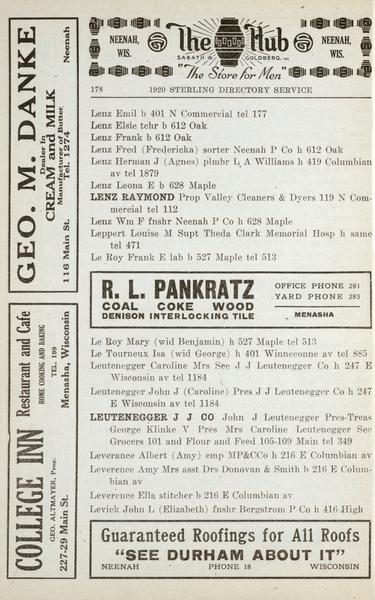 NEENAH,
WIS.
The Hub
SARATH & GOLDBERG, INC
"The Store for Men"
NEENAH,
WIS.
178 1920 STERLING DIRECTORY SERVICE
Lenz Emil b 401 N Commercial tel 177
Lenz Elsie tehr b 612 Oak
Lenz Frank b 612 Oak
Lenz Fred (Fredericka) sorter Neenah P Co h 612 Oak
Lenz Herman J (Agnes) plmbr L A Williams h 419 Columbian
av tel 1879
Lenz Leona E b 628 Maple
LENZ RAYMOND Prop Valley Cleaners & Dyers 119 N Com-
mercial tel 112
Lenz Wm F fnshr Neenah P Co h 628 Maple
Leppert Louise M Supt Theda Clark Memorial Hosp h same
tel 471
Le Roy Frank E lab b 527 Maple tel 513
R. L. PANKRATZ
COAL COKE WOOD
DENISON INTERLOCKING TILE
OFFICE PHONE 291
YARD PHONE 283
MENASHA
Le Roy Mary (wid Benjamin) h 527 Maple tel 513
Le Tourneux Isa (wid George) h 401 Winneconne av tel 885
Leutenegger Caroline Mrs See J J Leutenegger Co h 247 E
Wisconsin av tel 1184
Leutenegger John J (Caroline) Pres J J Leutenegger Co h 247
E Wisconsin av tel 1184
LEUTENEGGER J J CO John J Leutenegger Pres-Treas
George Klinke V Pres Mrs Caroline Leutenegger Sec
Grocers 101 and Flour and Feed 105-109 Main tel 349
Leverance Albert (Amy) emp MP&CCo h 216 E Columbian av
Leverence Amy Mrs asst Drs Donovan & Smith b 216 E Colum-
bian av
Leverence Ella stitcher b 216 E Columbian av
Levick John L (Elizabeth) fnshr Bergstrom P Co h 416 High
Guaranteed Roofings for All Roofs
"SEE DURHAM ABOUT IT"
NEENAH PHONE 18 WISCONSIN
GEO. M. DANKE
Dealer in
CREAM and MILK
Manufacturer of Butter
Tel. 1274
116 Main St. Neenah
COLLEGE INN
Restaurant and Cafe
HOME COOKING AND BAKING
GEO. ALTMAYER, Prop. TEL. 199
227-29 Main St. Menasha, Wisconsin